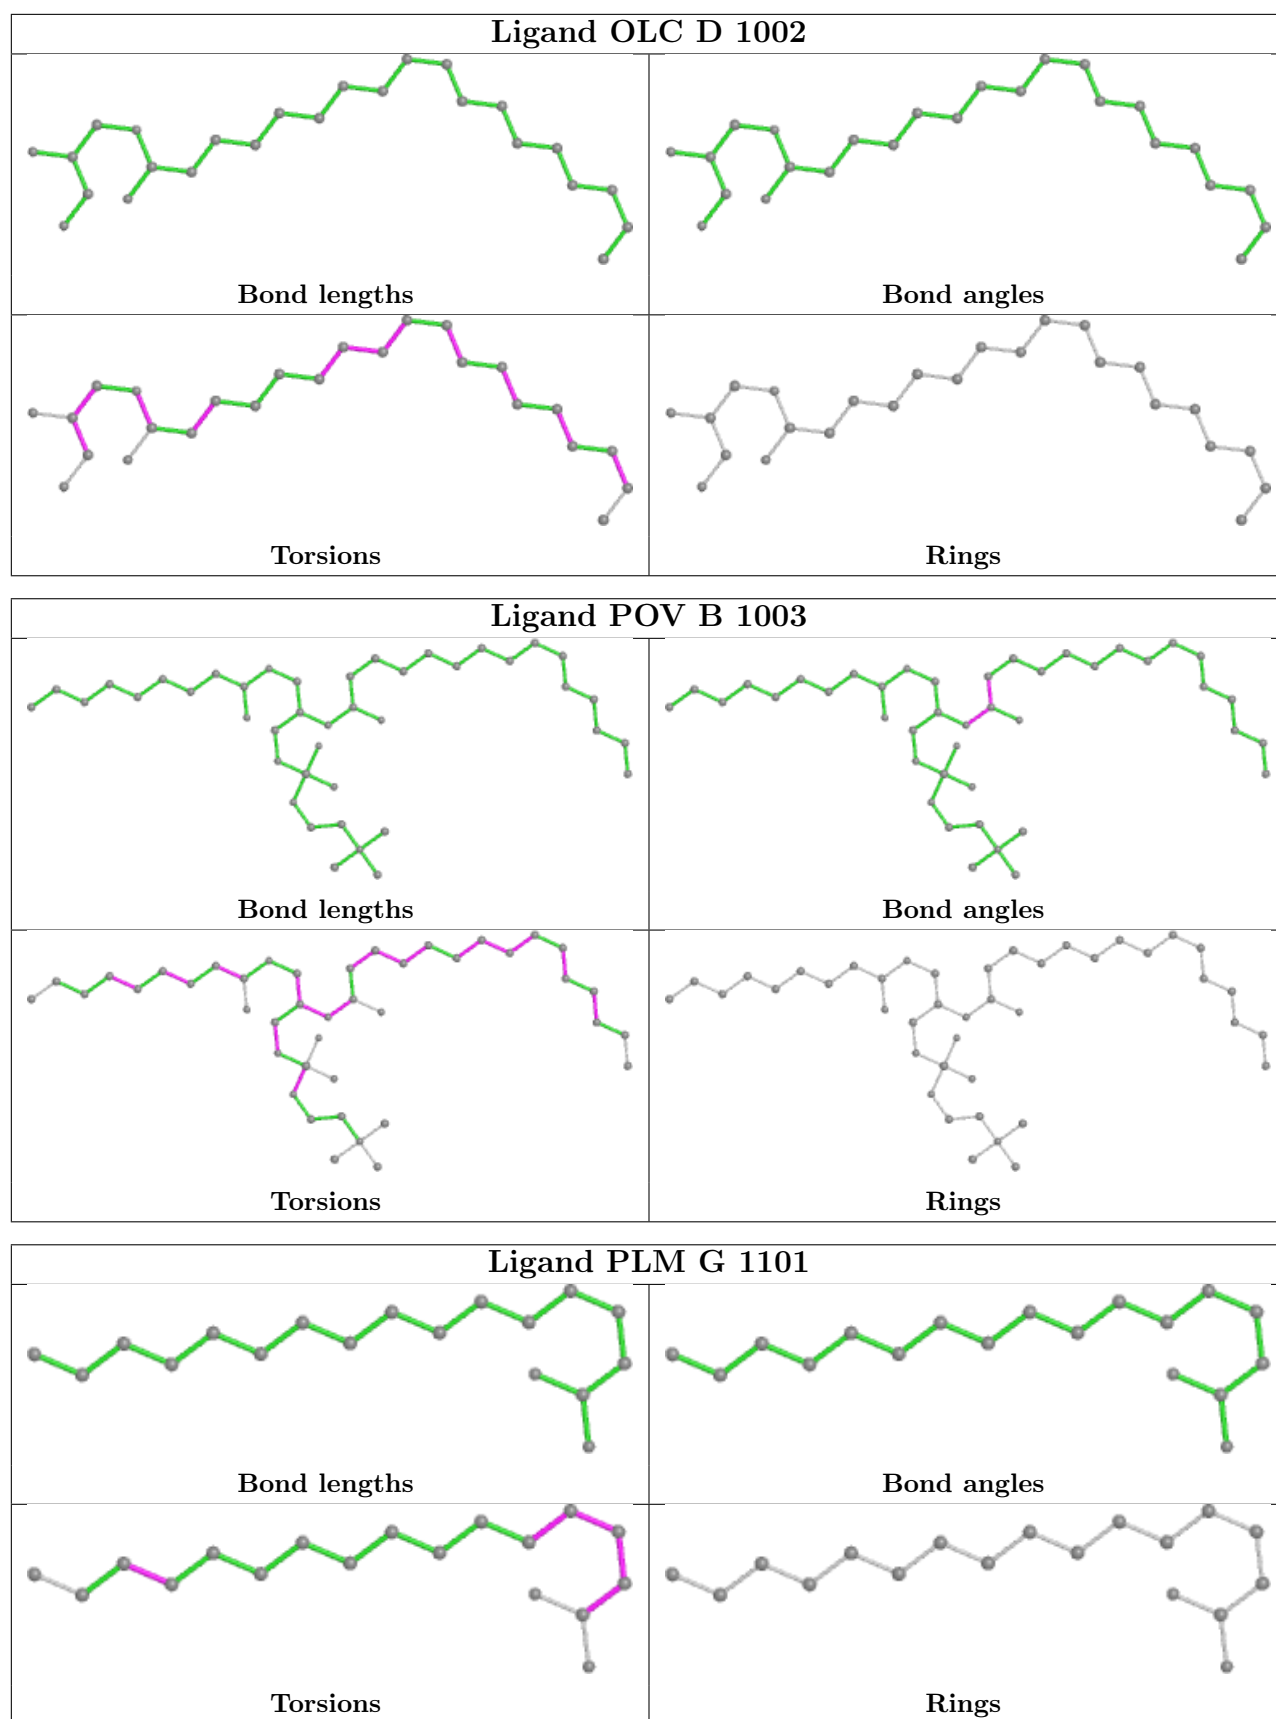 Ligand OLC D 1002
Bond lengths
Bond angles
Torsions
Rings
Ligand POV B 1003
Bond lengths
Bond angles
Torsions
Rings
Ligand PLM G 1101
Bond lengths
Bond angles
Torsions
Rings